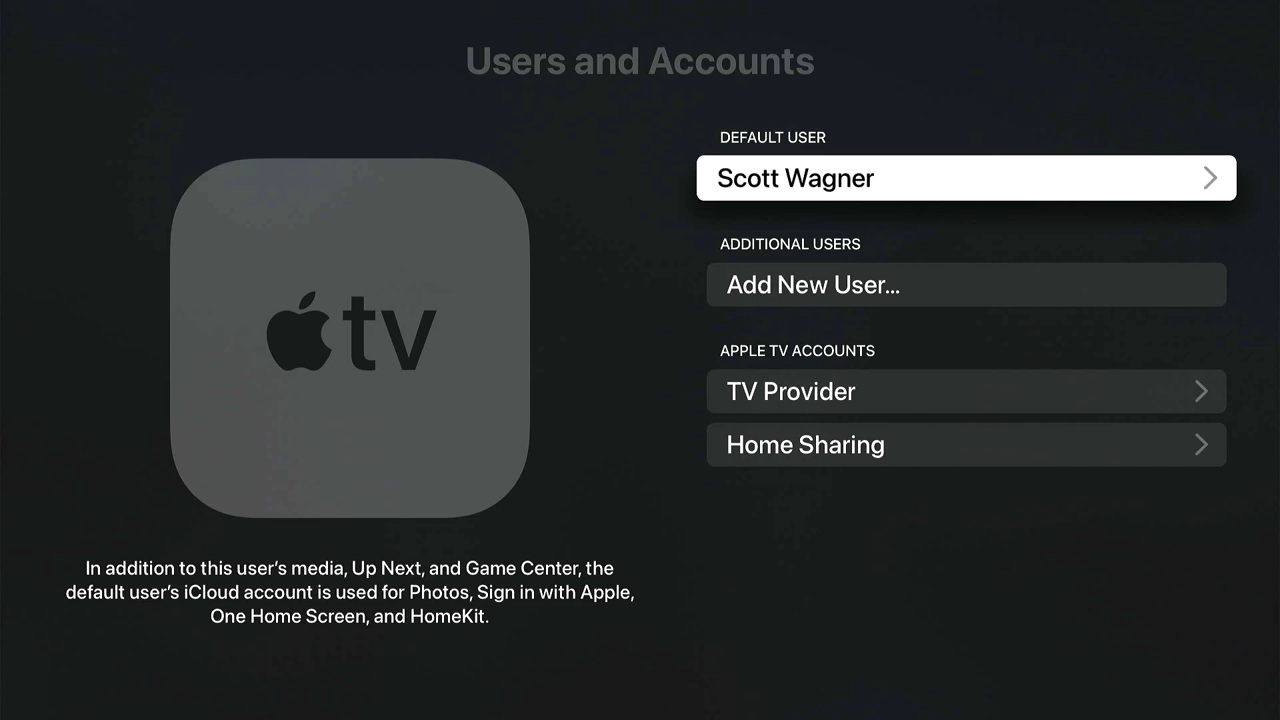 Users and Accounts
DEFAULT USER
Scott Wagner
ADDITIONAL USERS
Add New User...
APPLE TV ACCOUNTS
TV Provider
Home Sharing
tv
In addition to this user’s media, Up Next, and Game Center, the
default user’s iCloud account is used for Photos, Sign in with Apple,
One Home Screen, and HomeKit.